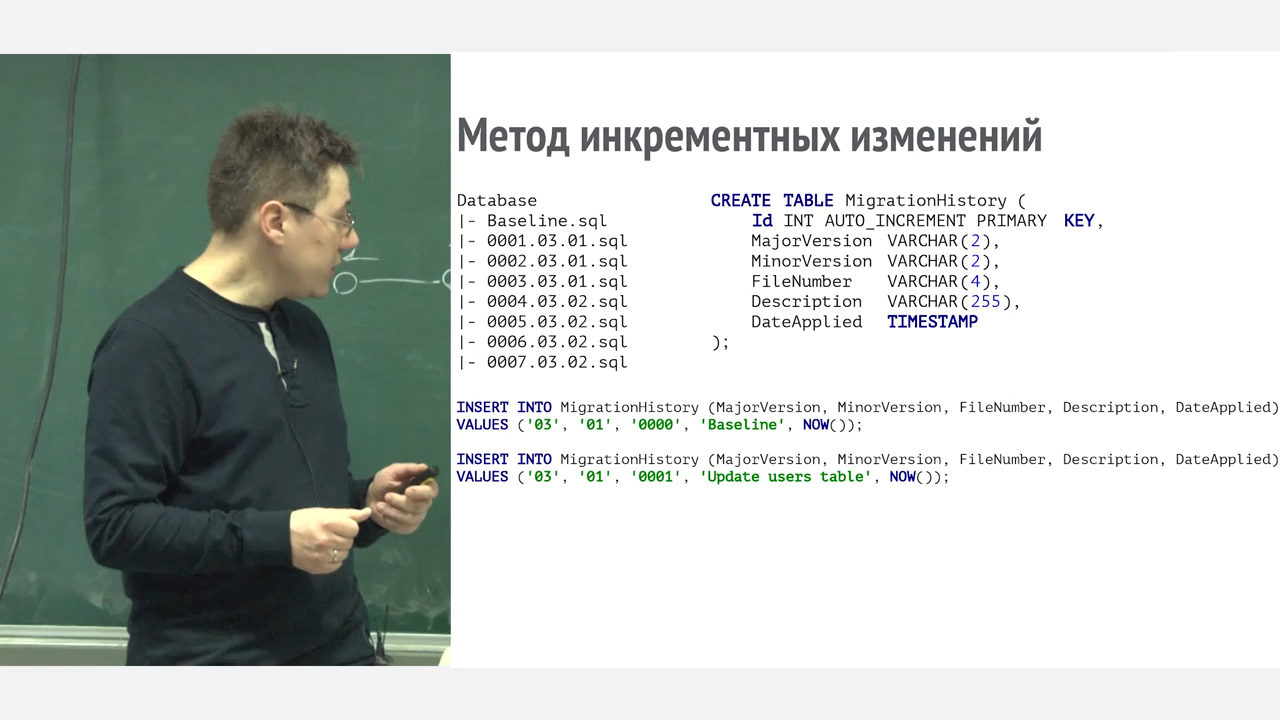 Метод инкрементных изменений
Database
|- Baseline.sql
|- 0001.03.01.sql
|- 0002.03.01.sql
|- 0003.03.01.sql
|- 0004.03.02.sql
|- 0005.03.02.sql
|- 0006.03.02.sql
|- 0007.03.02.sql
CREATE TABLE MigrationHistory (
Id INT AUTO_INCREMENT PRIMARY KEY,
MajorVersion VARCHAR(2),
MinorVersion VARCHAR(2),
FileNumber VARCHAR(4),
Description VARCHAR(255),
DateApplied TIMESTAMP
);
INSERT INTO MigrationHistory (MajorVersion, MinorVersion, FileNumber, Description, DateApplied)
VALUES ('03', '01', '0000', 'Baseline', NOW());
INSERT INTO MigrationHistory (MajorVersion, MinorVersion, FileNumber, Description, DateApplied)
VALUES ('03', '01', '0001', 'Update users table', NOW());